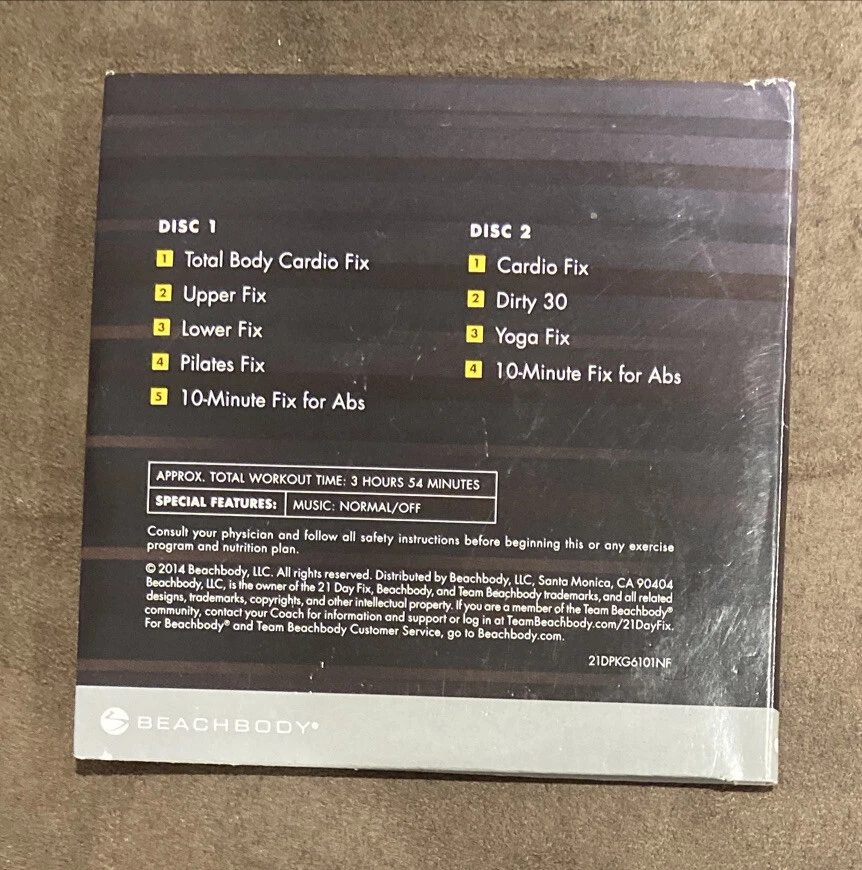 DISC 1
1 Total Body Cardio Fix
2 Upper Fix
3 Lower Fix
4 Pilates Fix
5 10-Minute Fix for Abs
DISC 2
1 Cardio Fix
2 Dirty 30
3 Yoga Fix
4 10-Minute Fix for Abs
APPROX. TOTAL WORKOUT TIME: 3 HOURS 54 MINUTES
SPECIAL FEATURES: MUSIC: NORMAL/OFF
Consult your physician and follow all safety instructions before beginning this or any exercise
program and nutrition plan.
© 2014 Beachbody, LLC. All rights reserved. Distributed by Beachbody, LLC, Santa Monica, CA 90404
Beachbody, LLC, is the owner of the 21 Day Fix, Beachbody, and Team Beachbody trademarks, and all related
designs, trademarks, copyrights, and other intellectual property. If you are a member of the Team Beachbody®
community, contact your Coach for information and support or log in at TeamBeachbody.com/21DayFix.
For Beachbody® and Team Beachbody Customer Service, go to Beachbody.com.
21DPKG6101NF
BEACHBODY®